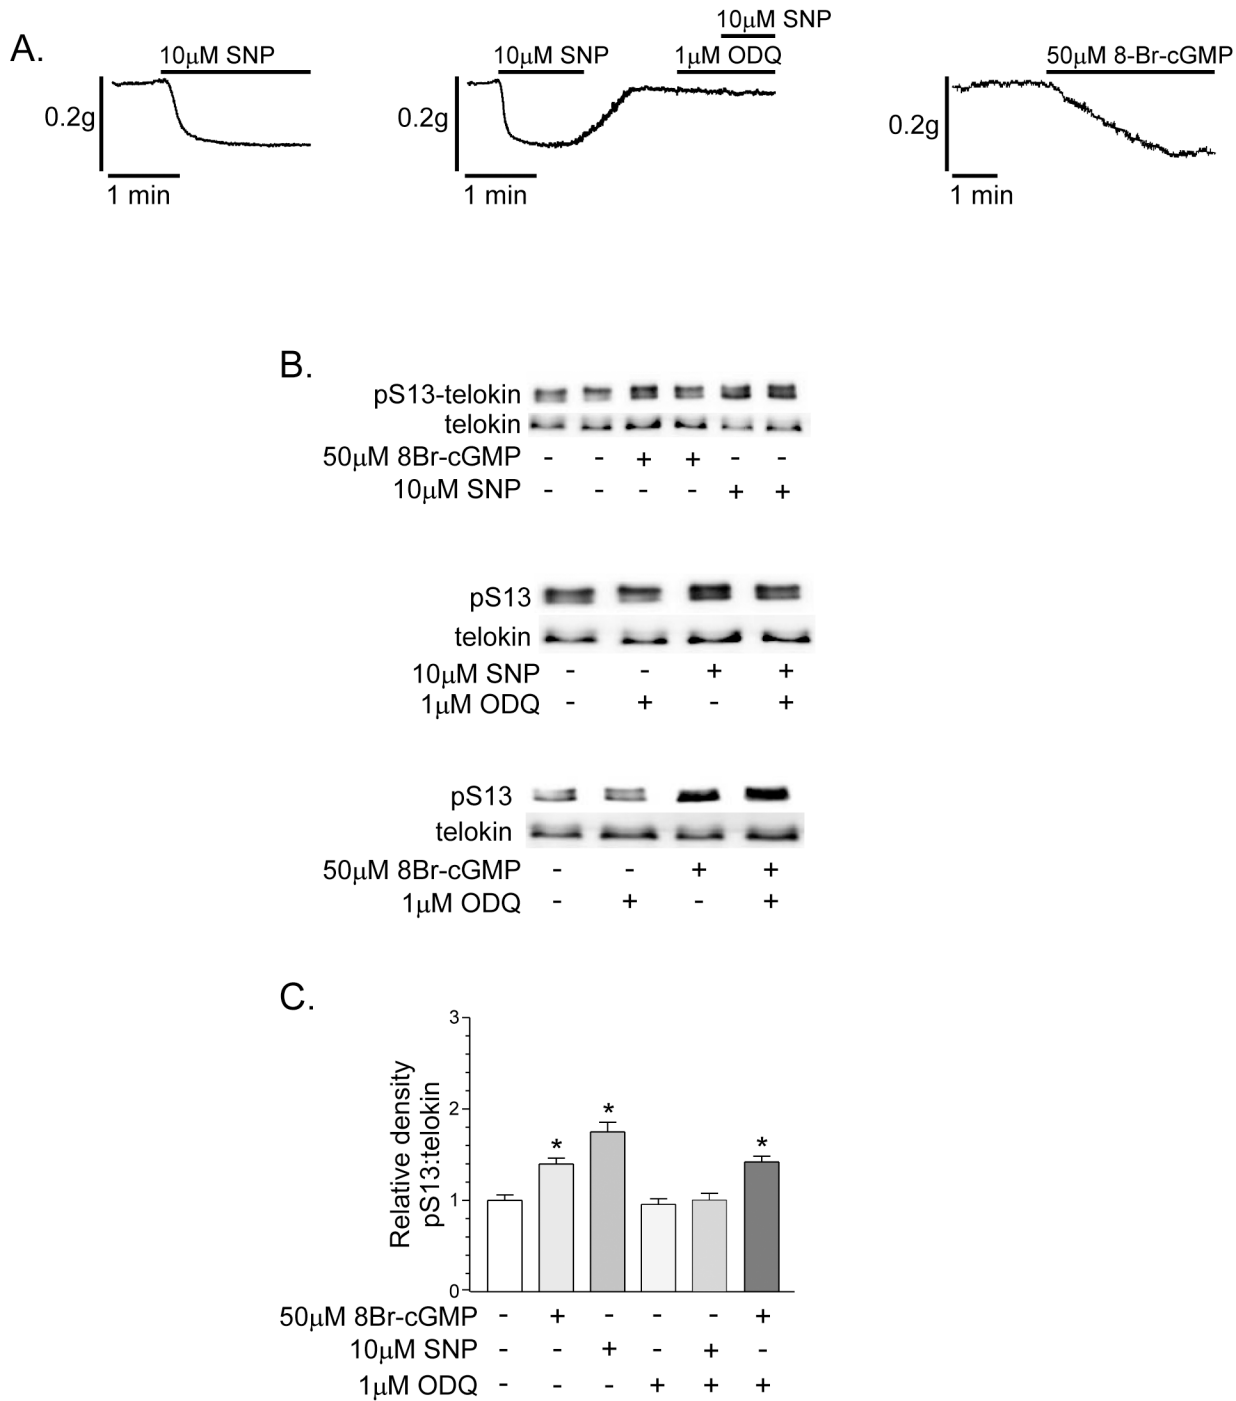 A.
10μM SNP
0.2g
1 min
10μM SNP
10μM SNP
1μM ODQ
0.2g
1 min
50μM 8-Br-cGMP
0.2g
1 min
B.
pS13-telokin
telokin
50μM 8Br-cGMP - - + + - -
10μM SNP - - - - + +
pS13
telokin
10μM SNP - - + +
1μM ODQ - + - +
pS13
telokin
50μM 8Br-cGMP - - + +
1μM ODQ - + - +
C.
Relative density
pS13:telokin
3
2
1
0
* * *
50μM 8Br-cGMP - + - - - +
10μM SNP - - + - + -
1μM ODQ - - - + + +